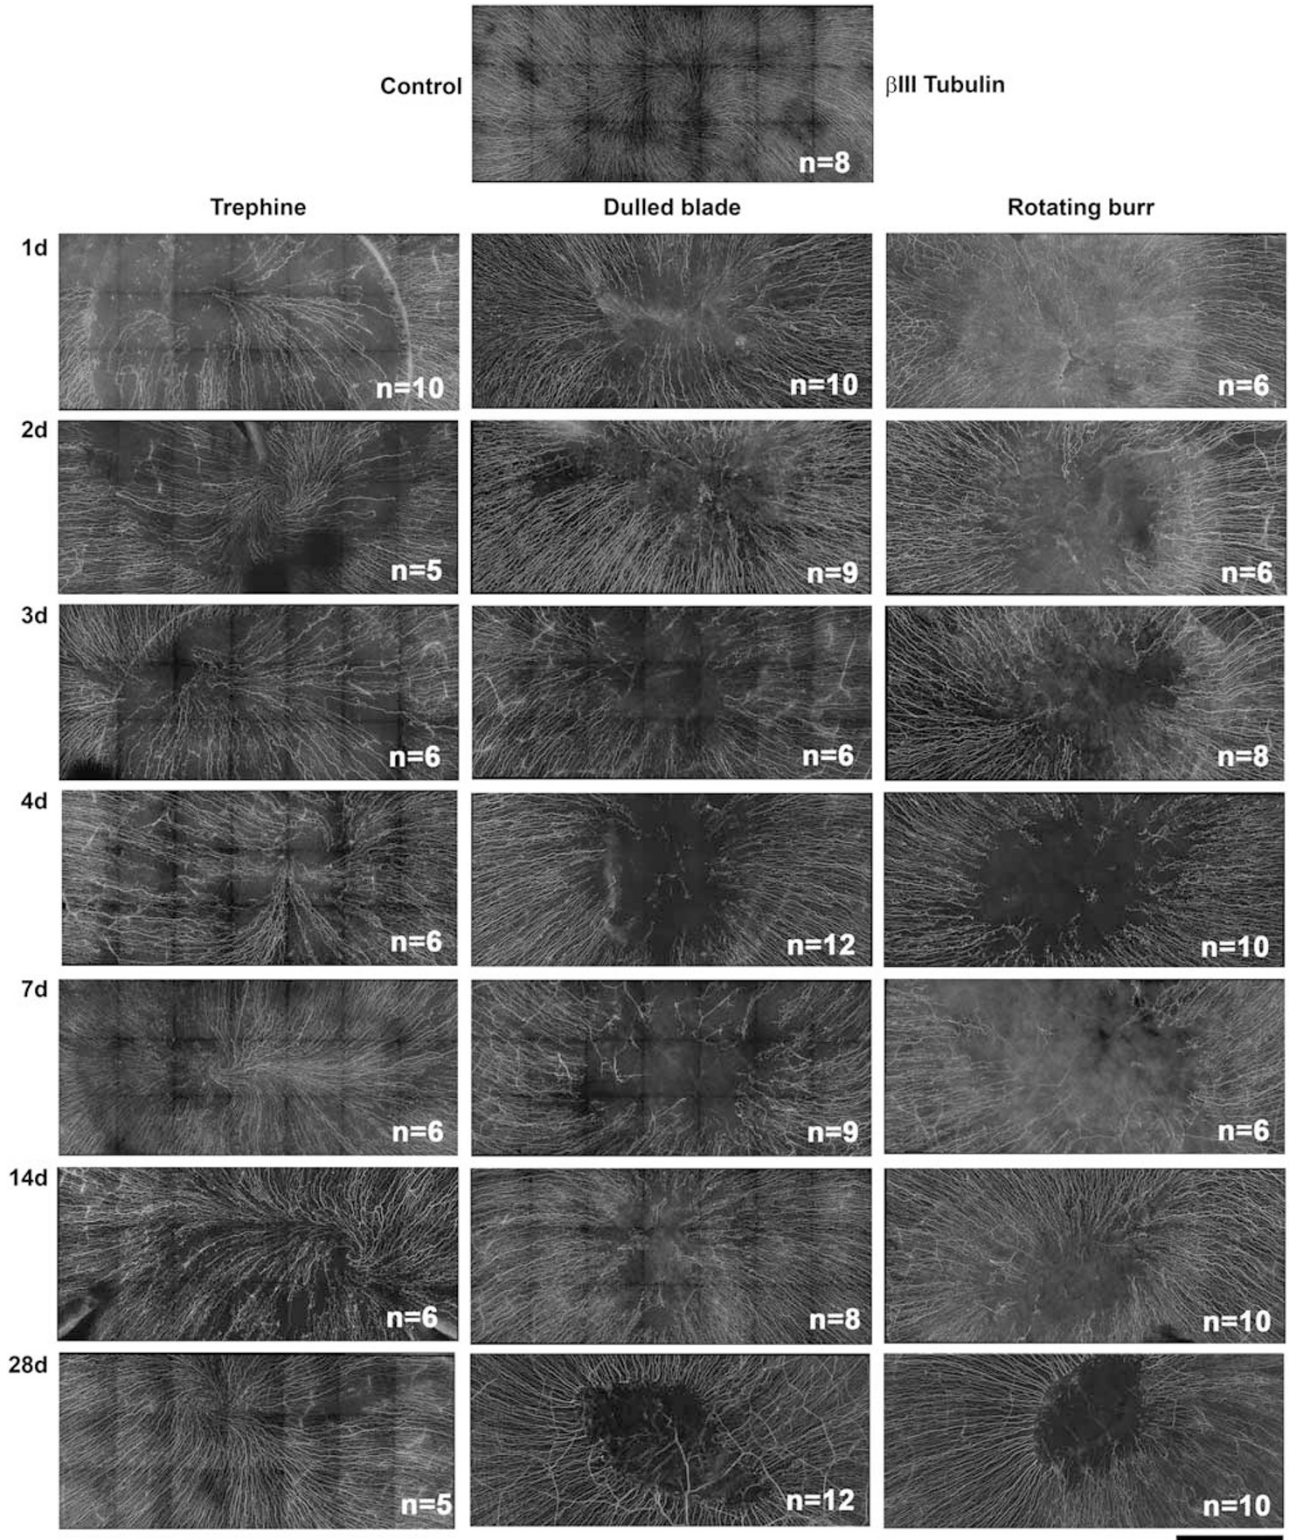 Control
βIII Tubulin
n=8
Trephine
Dulled blade
Rotating burr
1d
n=10
n=10
n=6
2d
n=5
n=9
n=6
3d
n=6
n=6
n=8
4d
n=6
n=12
n=10
7d
n=6
n=9
n=6
14d
n=6
n=8
n=10
28d
n=5
n=12
n=10